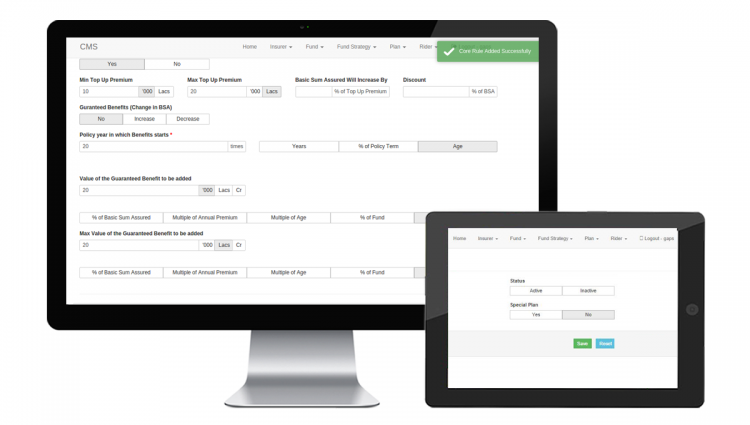 CMS Home Insurer Fund Fund Strategy Plan Rider
Core Rule Added Successfully
Yes No
Min Top Up Premium Max Top Up Premium Basic Sum Assured Will Increase By Discount
10 '000 Lacs 20 '000 Lacs % of Top Up Premium % of BSA
Guranteed Benefits (Change in BSA)
No Increase Decrease
Policy year in which Benefits starts *
20 times Years % of Policy Term Age
Value of the Guaranteed Benefit to be added
20 '000 Lacs Cr
% of Basic Sum Assured Multiple of Annual Premium Multiple of Age % of Fund
Max Value of the Guaranteed Benefit to be added
20 '000 Lacs Cr
% of Basic Sum Assured Multiple of Annual Premium Multiple of Age % of Fund
Home Insurer Fund Fund Strategy Plan Rider Logout - gaps
Status
Active Inactive
Special Plan
Yes No
Save Reset